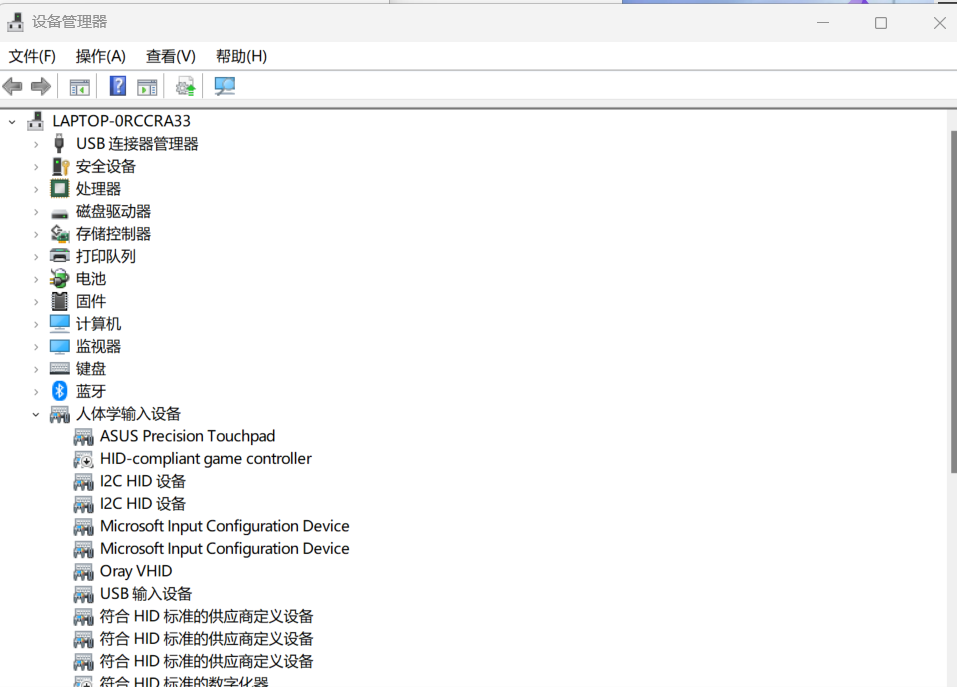 设备管理器
文件(F) 操作(A) 查看(V) 帮助(H)
LAPTOP-0RCCRA33
USB 连接器管理器
安全设备
处理器
磁盘驱动器
存储控制器
打印队列
电池
固件
计算机
监视器
键盘
蓝牙
人体学输入设备
ASUS Precision Touchpad
HID-compliant game controller
I2C HID 设备
I2C HID 设备
Microsoft Input Configuration Device
Microsoft Input Configuration Device
Oray VHID
USB 输入设备
符合 HID 标准的供应商定义设备
符合 HID 标准的供应商定义设备
符合 HID 标准的供应商定义设备
符合 HID 标准的数字化器